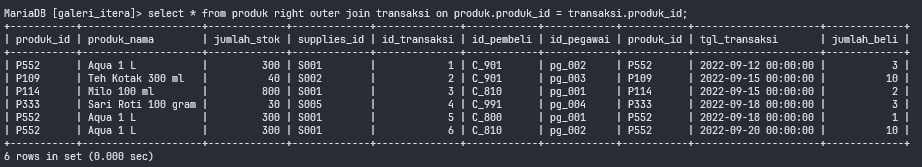 MariaDB [galeri_itera]> select * from produk right outer join transaksi on produk.produk_id = transaksi.produk_id;
+-----------+--------------------+-------------+-------------+--------------+------------+------------+-----------+---------------------+-------------+
| produk_id | produk_nama        | jumlah_stok | supplies_id | id_transaksi | id_pembeli | id_pegawai | produk_id | tgl_transaksi       | jumlah_beli |
+-----------+--------------------+-------------+-------------+--------------+------------+------------+-----------+---------------------+-------------+
| P552      | Aqua 1 L           |         300 | S001        |            1 | C_901      | pg_002     | P552      | 2022-09-12 00:00:00 |           3 |
| P109      | Teh Kotak 300 ml   |          40 | S002        |            2 | C_901      | pg_003     | P109      | 2022-09-15 00:00:00 |          10 |
| P114      | Milo 100 ml        |         800 | S001        |            3 | C_810      | pg_001     | P114      | 2022-09-15 00:00:00 |           2 |
| P333      | Sari Roti 100 gram |          30 | S005        |            4 | C_991      | pg_004     | P333      | 2022-09-18 00:00:00 |           3 |
| P552      | Aqua 1 L           |         300 | S001        |            5 | C_800      | pg_001     | P552      | 2022-09-18 00:00:00 |           1 |
| P552      | Aqua 1 L           |         300 | S001        |            6 | C_810      | pg_002     | P552      | 2022-09-20 00:00:00 |          10 |
+-----------+--------------------+-------------+-------------+--------------+------------+------------+-----------+---------------------+-------------+
6 rows in set (0.000 sec)